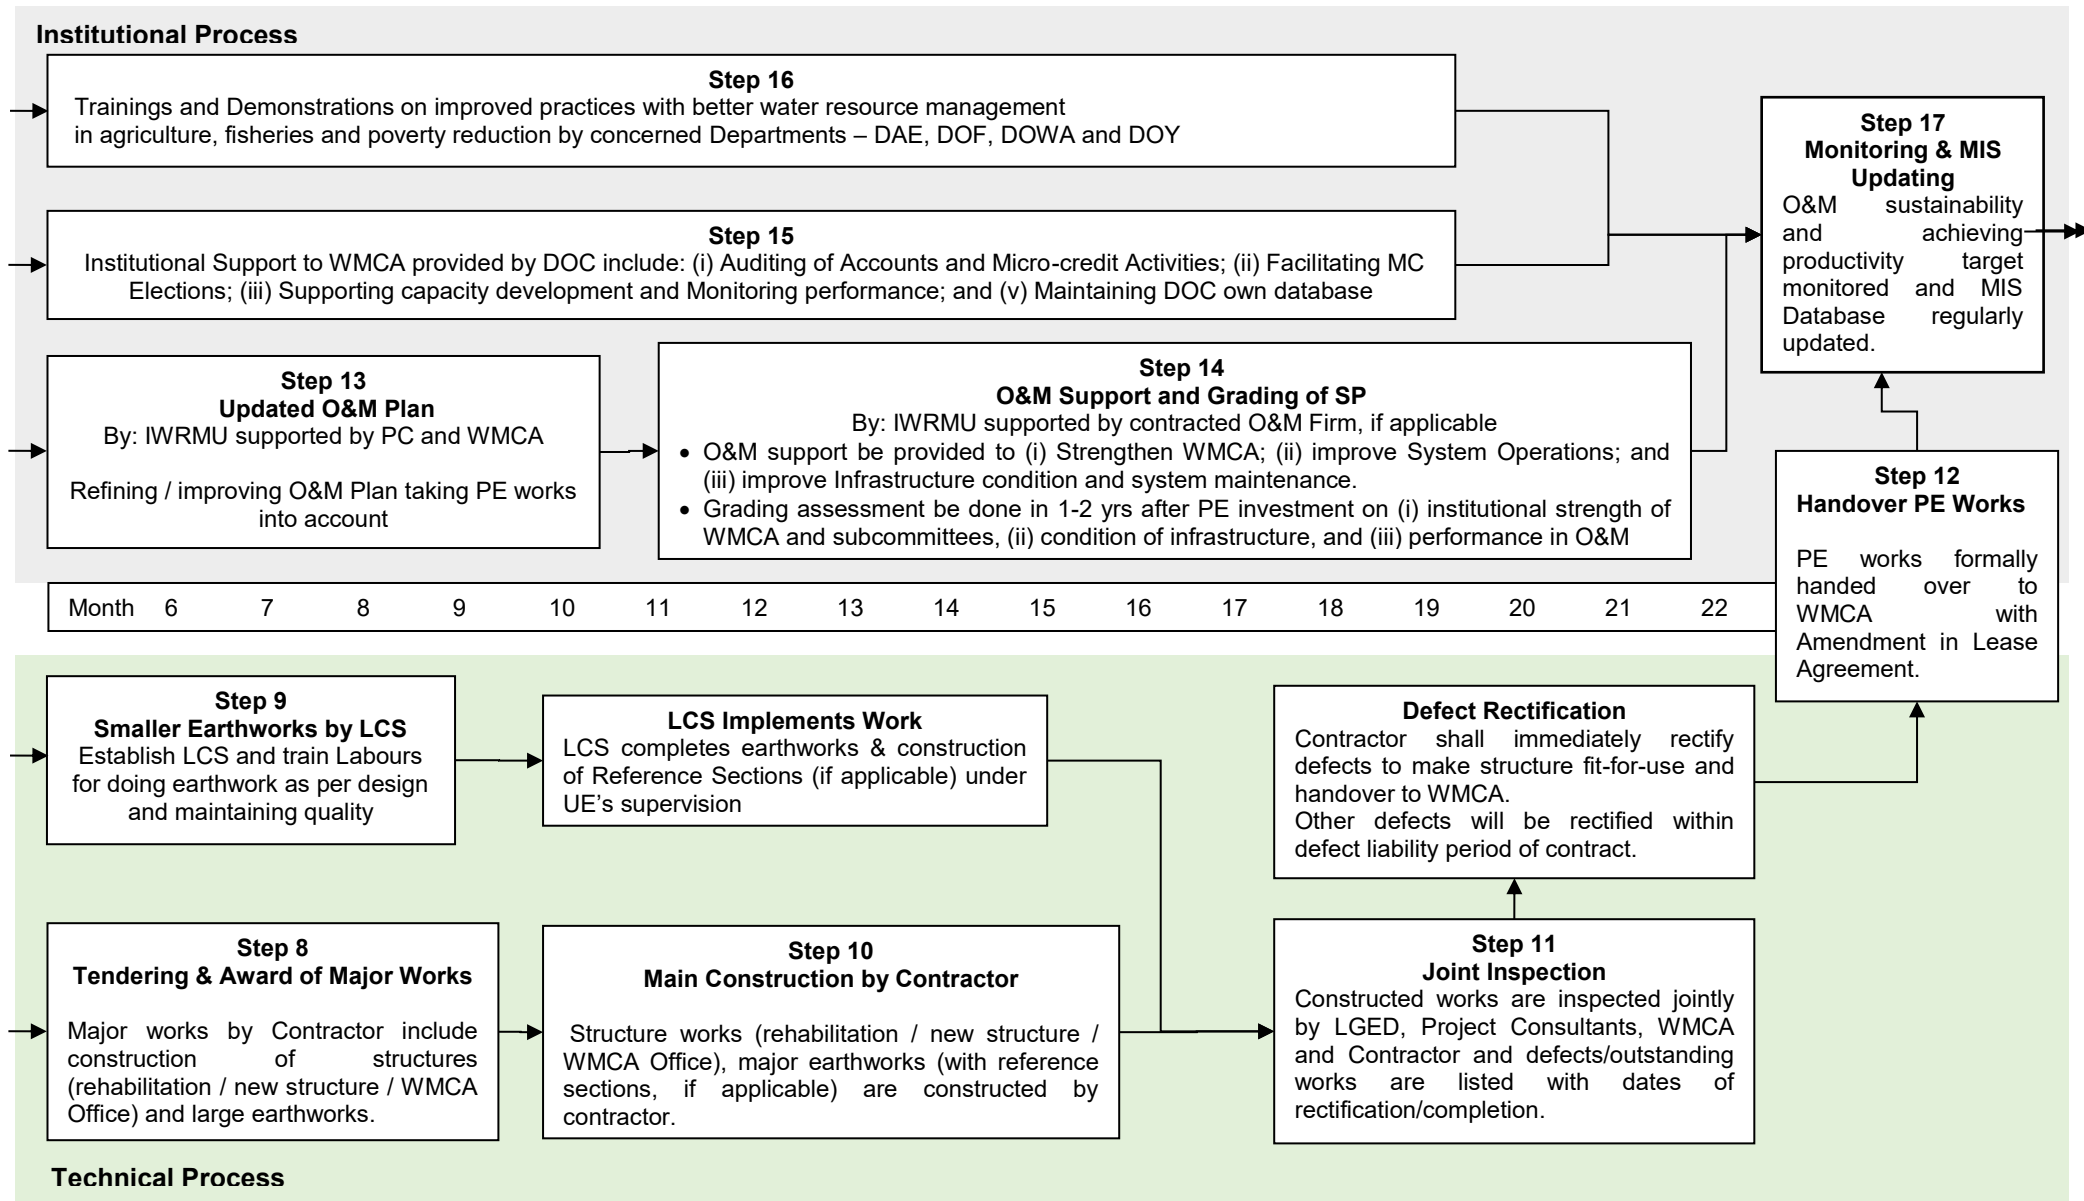 Institutional Process
Step 16
Trainings and Demonstrations on improved practices with better water resource management
in agriculture, fisheries and poverty reduction by concerned Departments – DAE, DOF, DOWA and DOY
Step 15
Institutional Support to WMCA provided by DOC include: (i) Auditing of Accounts and Micro-credit Activities; (ii) Facilitating MC
Elections; (iii) Supporting capacity development and Monitoring performance; and (v) Maintaining DOC own database
Step 17
Monitoring & MIS
Updating
O&M sustainability
and achieving
productivity target
monitored and MIS
Database regularly
updated.
Step 13
Updated O&M Plan
By: IWRMU supported by PC and WMCA
Refining / improving O&M Plan taking PE works
into account
Step 14
O&M Support and Grading of SP
By: IWRMU supported by contracted O&M Firm, if applicable
• O&M support be provided to (i) Strengthen WMCA; (ii) improve System Operations; and
(iii) improve Infrastructure condition and system maintenance.
• Grading assessment be done in 1-2 yrs after PE investment on (i) institutional strength of
WMCA and subcommittees, (ii) condition of infrastructure, and (iii) performance in O&M
Step 12
Handover PE Works
PE works formally
handed over to
WMCA with
Amendment in Lease
Agreement.
Month 6 7 8 9 10 11 12 13 14 15 16 17 18 19 20 21 22
Step 9
Smaller Earthworks by LCS
Establish LCS and train Labours
for doing earthwork as per design
and maintaining quality
LCS Implements Work
LCS completes earthworks & construction
of Reference Sections (if applicable) under
UE's supervision
Defect Rectification
Contractor shall immediately rectify
defects to make structure fit-for-use and
handover to WMCA.
Other defects will be rectified within
defect liability period of contract.
Step 8
Tendering & Award of Major Works
Major works by Contractor include
construction of structures
(rehabilitation / new structure / WMCA
Office) and large earthworks.
Step 10
Main Construction by Contractor
Structure works (rehabilitation / new structure /
WMCA Office), major earthworks (with reference
sections, if applicable) are constructed by
contractor.
Step 11
Joint Inspection
Constructed works are inspected jointly
by LGED, Project Consultants, WMCA
and Contractor and defects/outstanding
works are listed with dates of
rectification/completion.
Technical Process